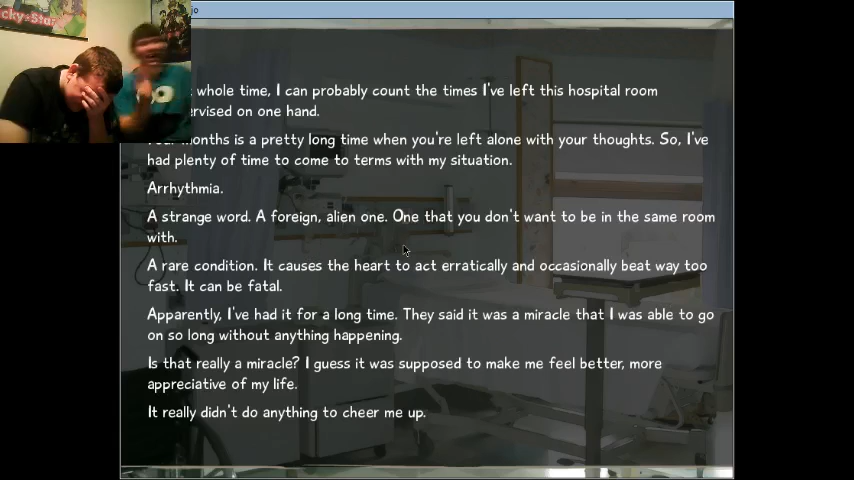 cky Star
jo
whole time, I can probably count the times I've left this hospital room
ervised on one hand.
months is a pretty long time when you're left alone with your thoughts. So, I've
had plenty of time to come to terms with my situation.
Arrhythmia.
A strange word. A foreign, alien one. One that you don't want to be in the same room
with.
A rare condition. It causes the heart to act erratically and occasionally beat way too
fast. It can be fatal.
Apparently, I've had it for a long time. They said it was a miracle that I was able to go
on so long without anything happening.
Is that really a miracle? I guess it was supposed to make me feel better, more
appreciative of my life.
It really didn't do anything to cheer me up.